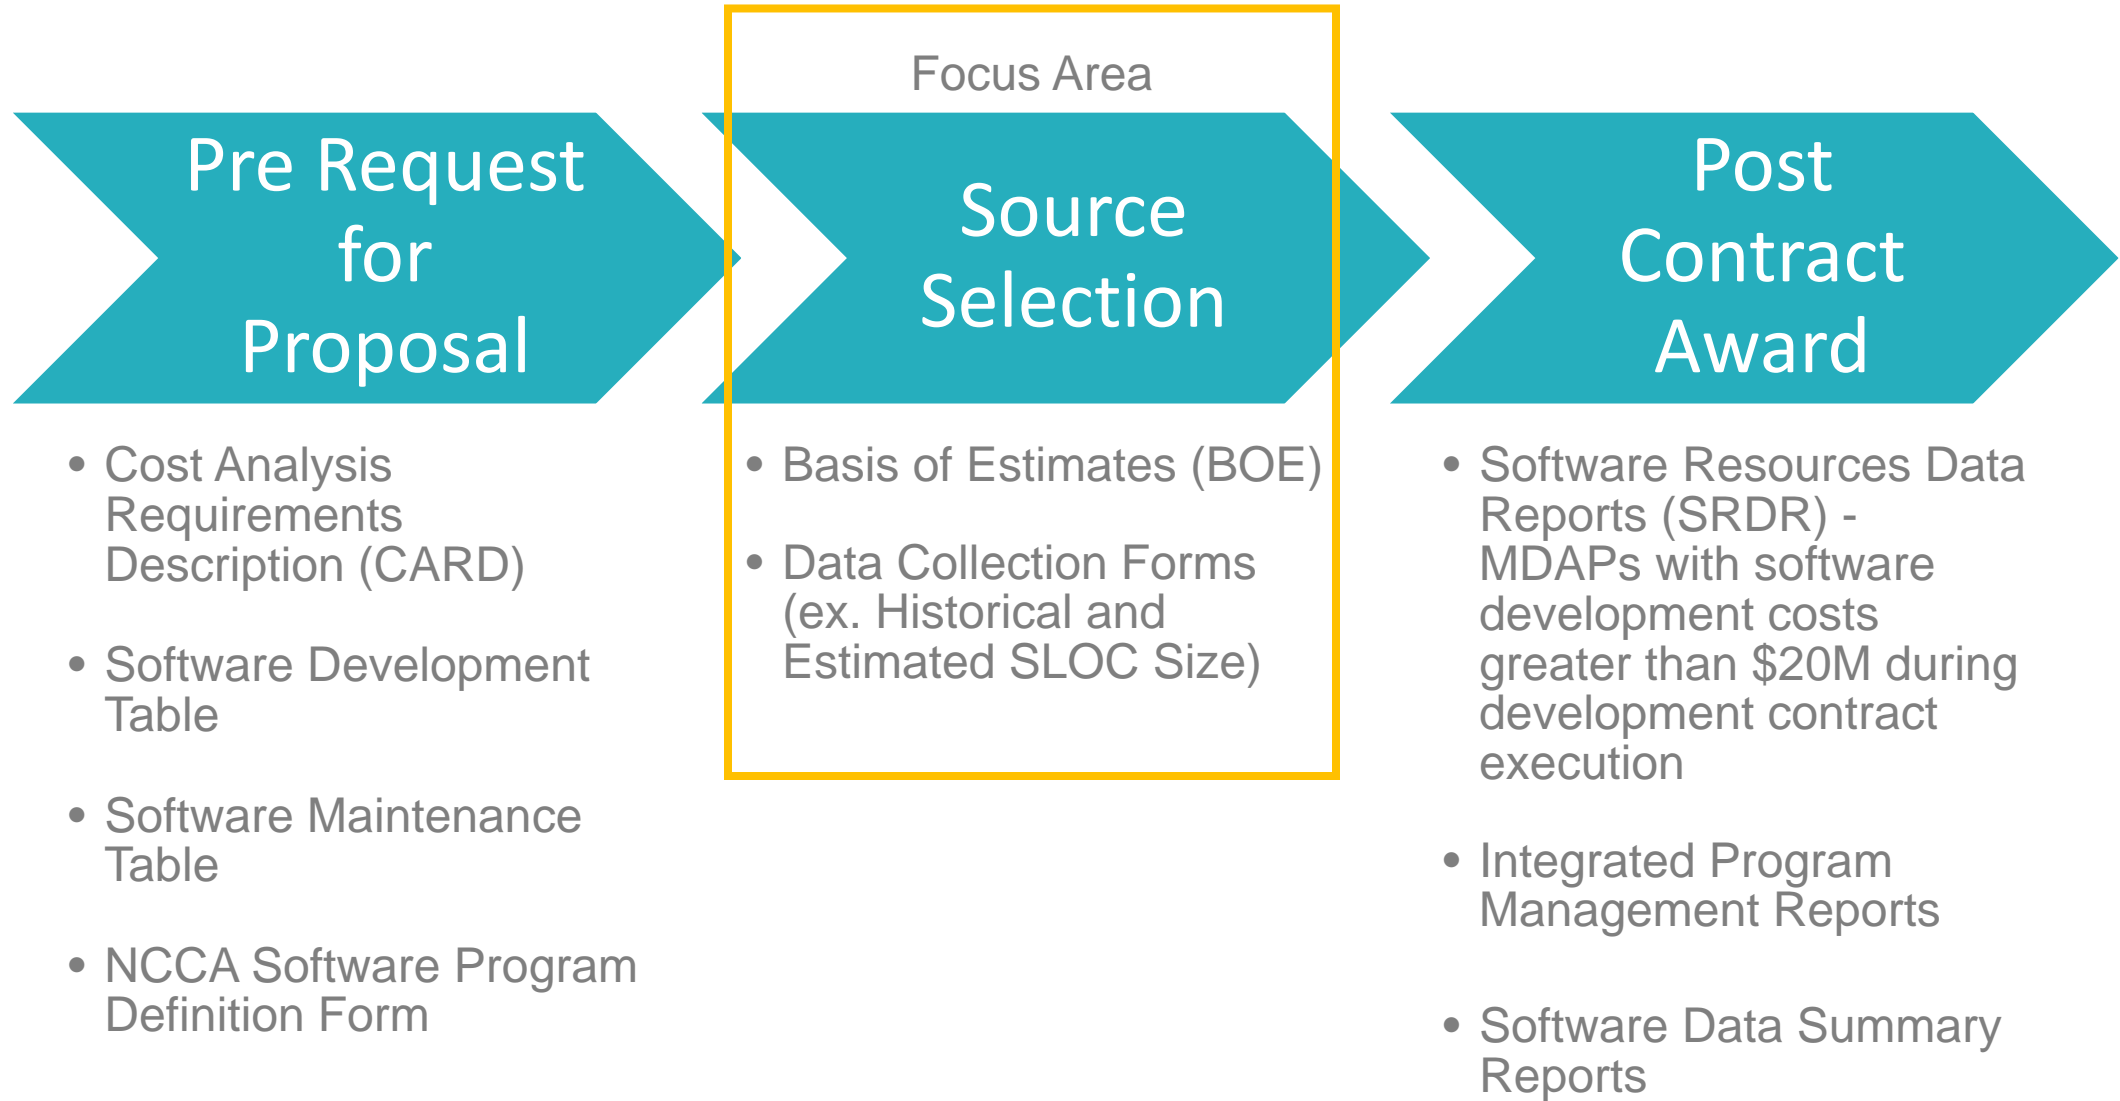 Focus Area
Pre Request
for
Proposal
Source
Selection
Post
Contract
Award
• Cost Analysis
Requirements
Description (CARD)
• Software Development
Table
• Software Maintenance
Table
• NCCA Software Program
Definition Form
• Basis of Estimates (BOE)
• Data Collection Forms
(ex. Historical and
Estimated SLOC Size)
• Software Resources Data
Reports (SRDR) -
MDAPs with software
development costs
greater than $20M during
development contract
execution
• Integrated Program
Management Reports
• Software Data Summary
Reports